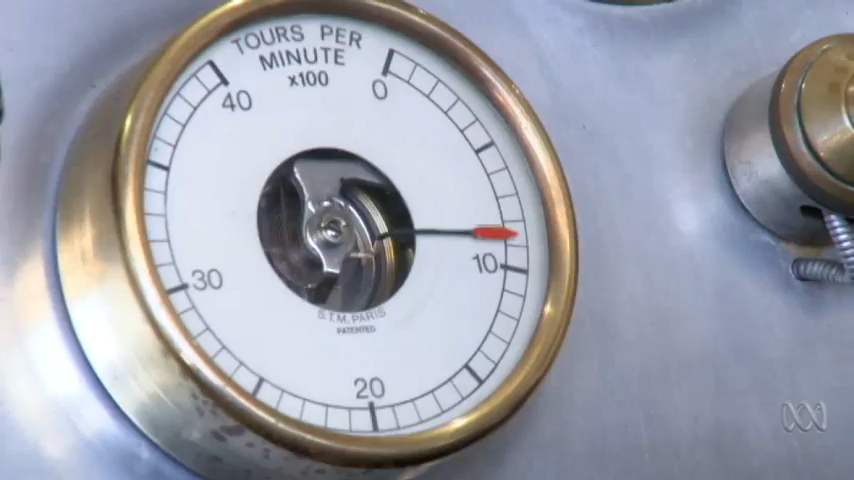 TOURS PER
MINUTE
x100
0
40
10
30
S.T.M. PARIS
PATENTED
20